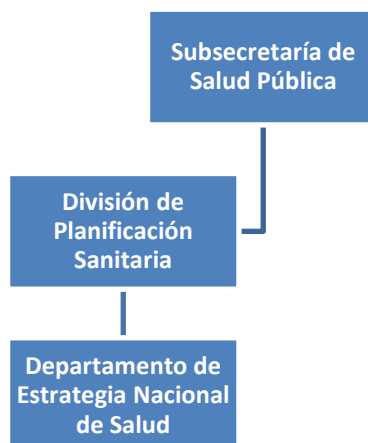 Subsecretaría de
Salud Pública
División de
Planificación
Sanitaria
Departamento de
Estrategia Nacional
de Salud